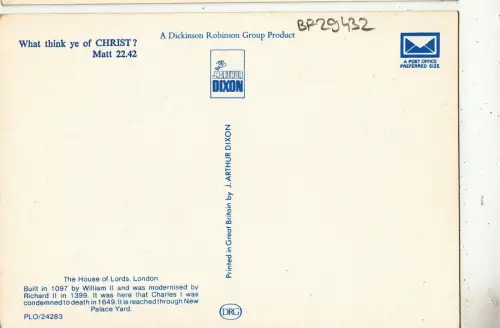 BP29432
A Dickinson Robinson Group Product
What think ye of CHRIST?
Matt 22.42
J. ARTHUR
DIXON
A POST OFFICE
PREFERRED SIZE
Printed in Great Britain by J. ARTHUR DIXON
The House of Lords. London.
Built in 1097 by William II and was modernised by
Richard II in 1399. It was here that Charles I was
condemned to death in 1649. It is reached through New
Palace Yard.
PLO/24283
DRG